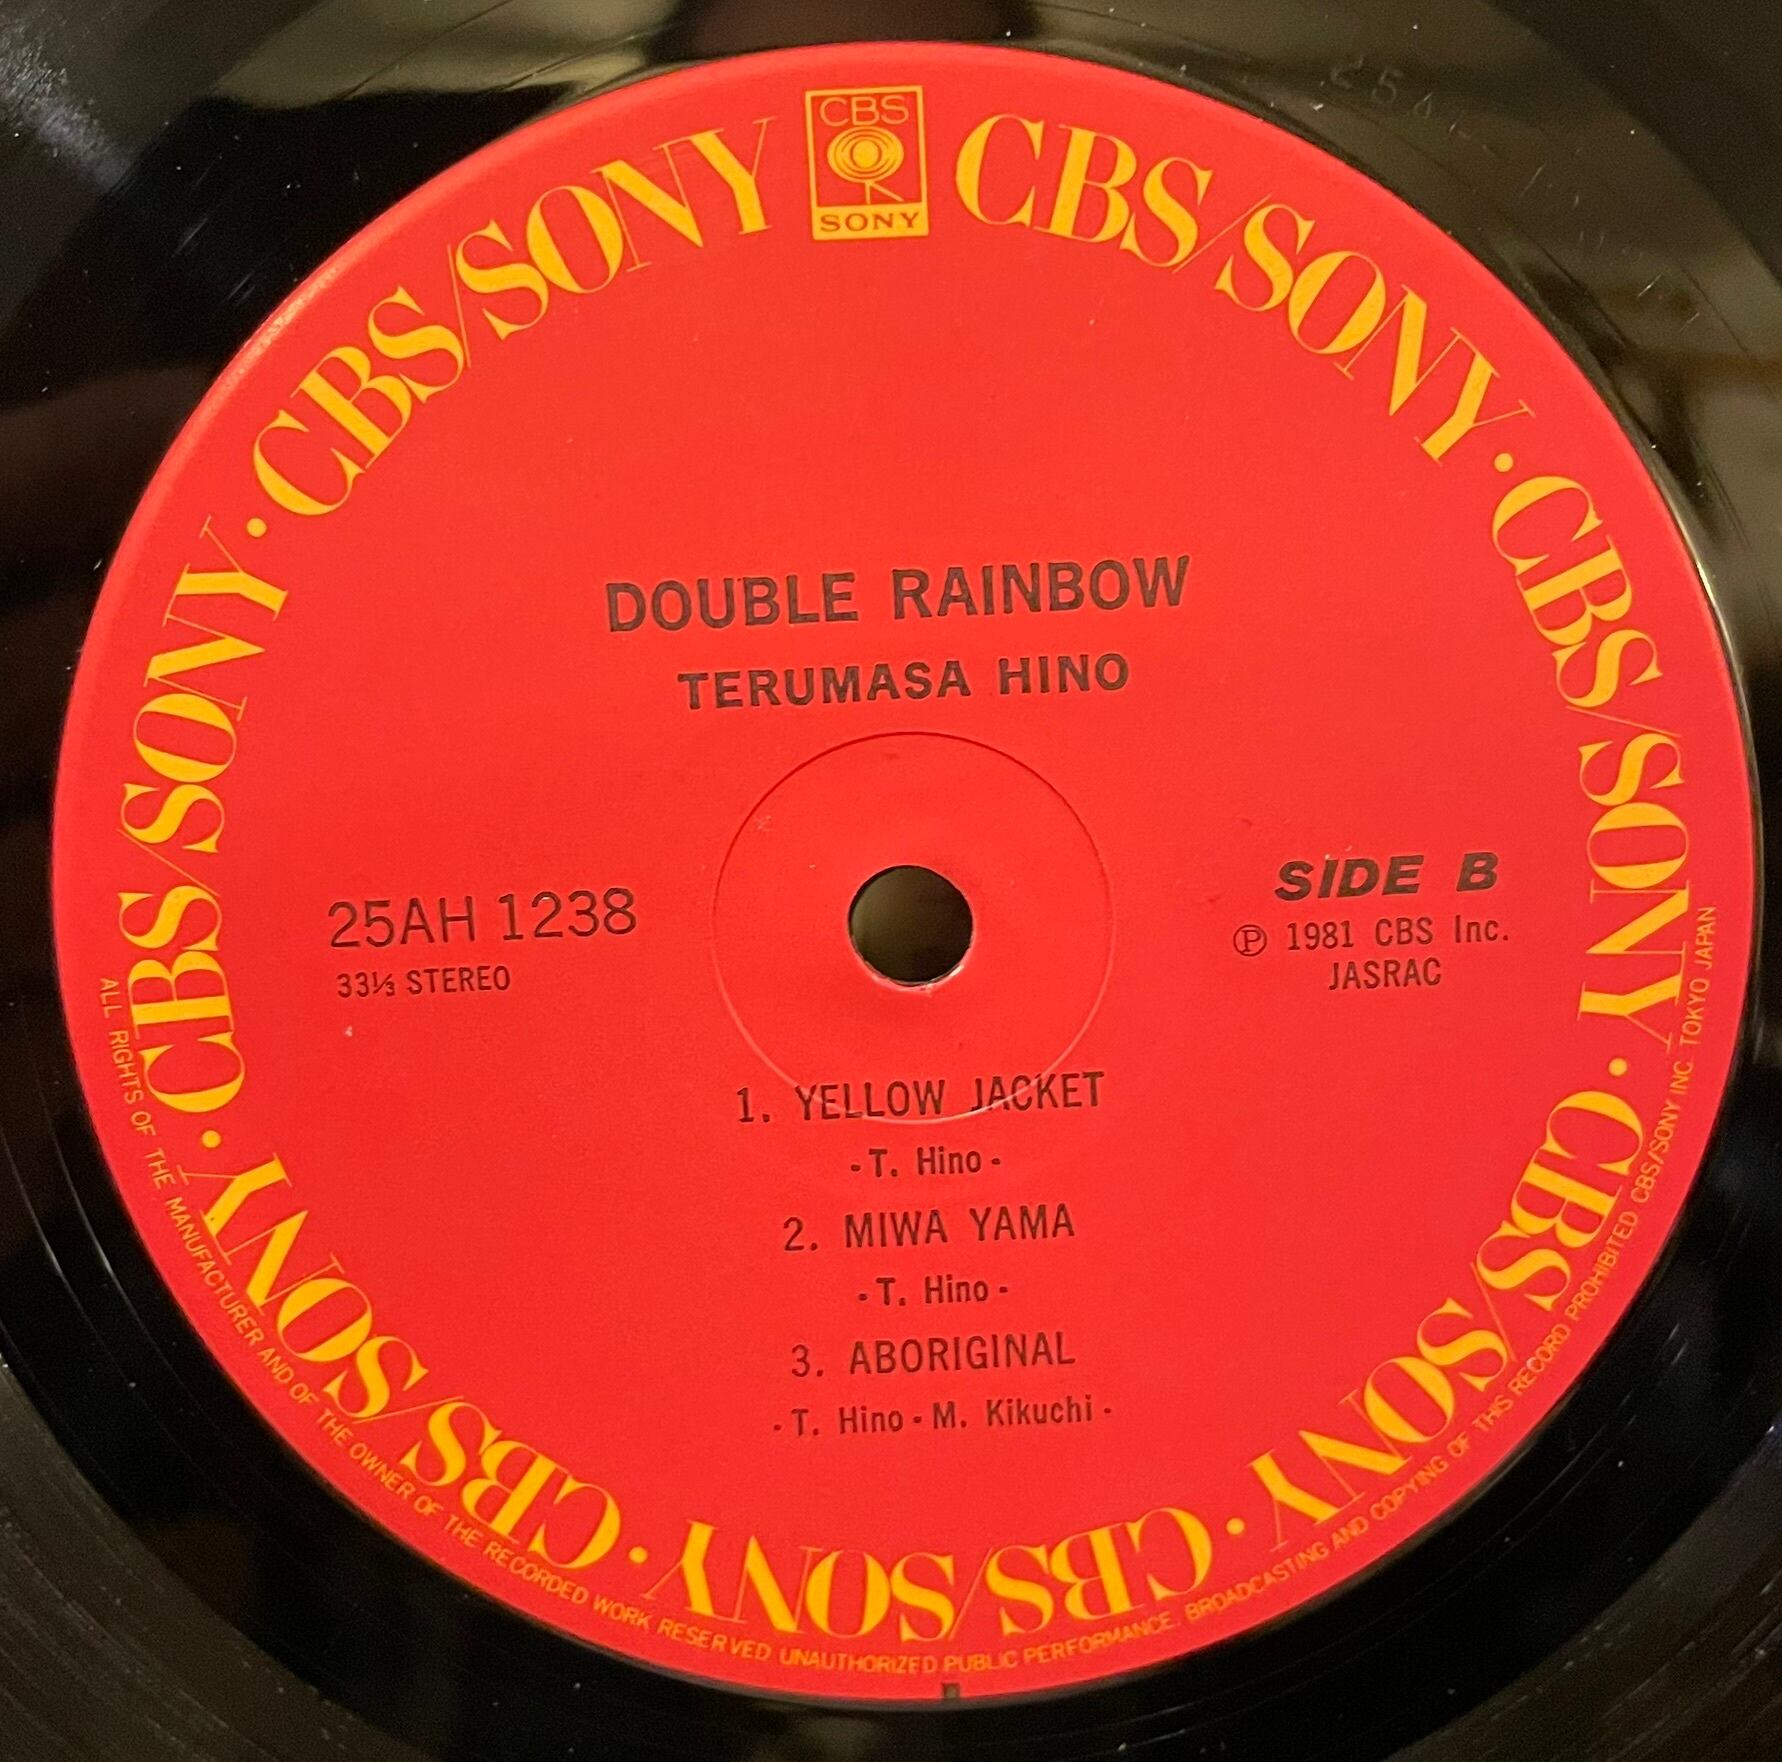 CBS
SONY
CBS/SONY · CBS/SONY · CBS/SONY · CBS/SONY · CBS/SONY · CBS/SONY · CBS/SONY
25A
DOUBLE RAINBOW
TERUMASA HINO
25AH 1238
33⅓ STEREO
SIDE B
Ⓟ 1981 CBS Inc.
JASRAC
1. YELLOW JACKET
- T. Hino -
2. MIWA YAMA
- T. Hino -
3. ABORIGINAL
- T. Hino - M. Kikuchi -
ALL RIGHTS OF THE MANUFACTURER AND OF THE OWNER OF THE RECORDED WORK RESERVED UNAUTHORIZED PUBLIC PERFORMANCE, BROADCASTING AND COPYING OF THIS RECORD PROHIBITED CBS/SONY INC. TOKYO JAPAN